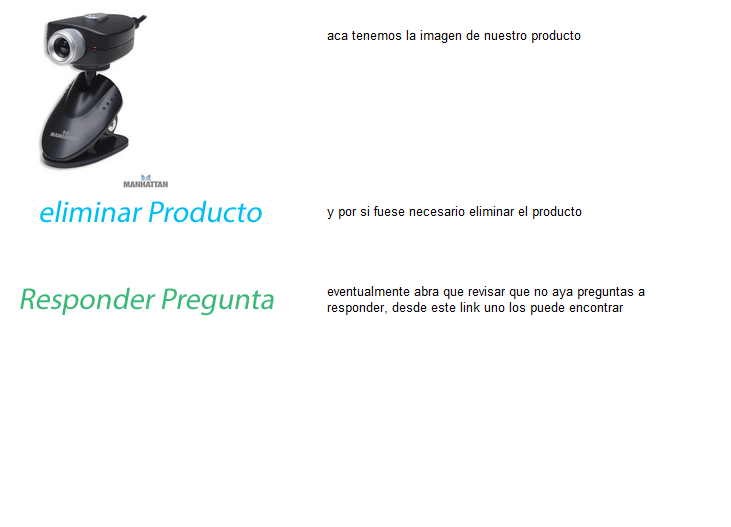 aca tenemos la imagen de nuestro producto
MANHATTAN
MANHATTAN
eliminar Producto
y por si fuese necesario eliminar el producto
Responder Pregunta
eventualmente abra que revisar que no aya preguntas a
responder, desde este link uno los puede encontrar